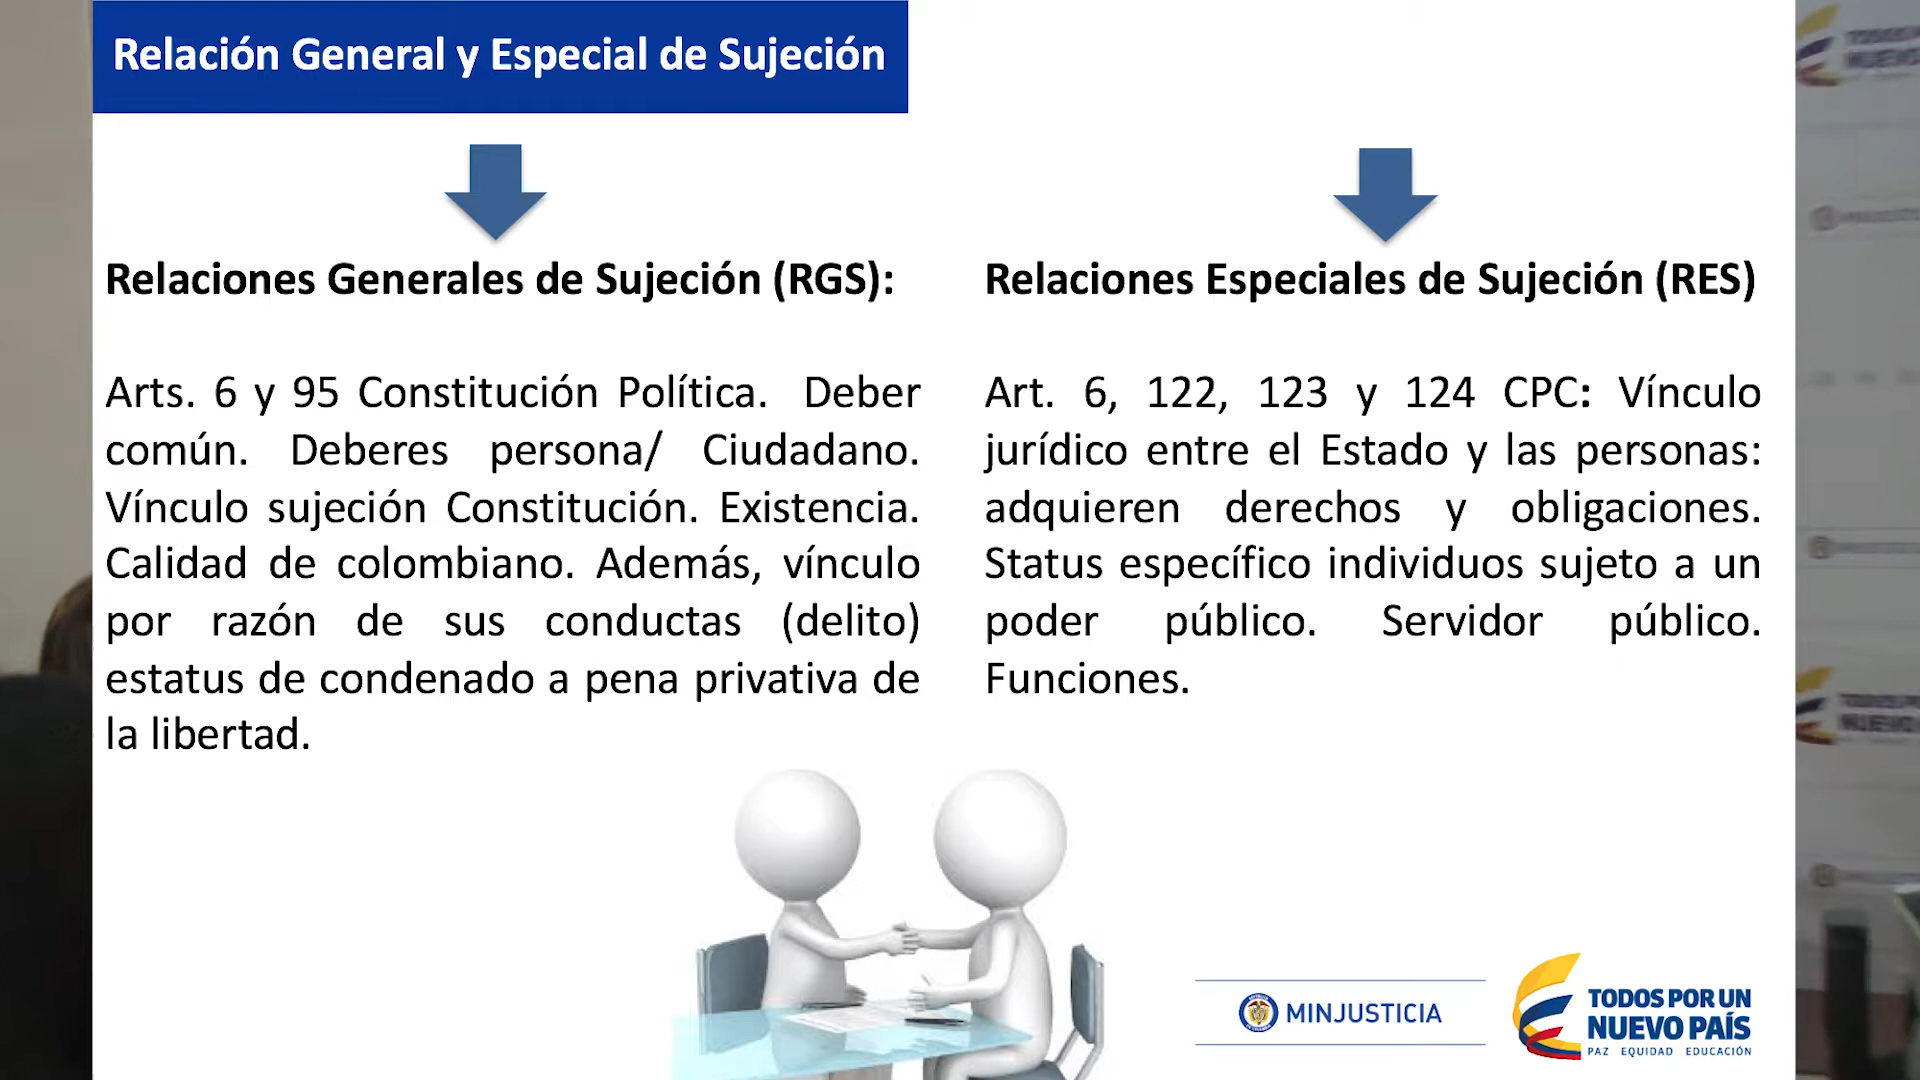 Relación General y Especial de Sujeción
Relaciones Generales de Sujeción (RGS):
Arts. 6 y 95 Constitución Política. Deber
común. Deberes persona/ Ciudadano.
Vínculo sujeción Constitución. Existencia.
Calidad de colombiano. Además, vínculo
por razón de sus conductas (delito)
estatus de condenado a pena privativa de
la libertad.
Relaciones Especiales de Sujeción (RES)
Art. 6, 122, 123 y 124 CPC: Vínculo
jurídico entre el Estado y las personas:
adquieren derechos y obligaciones.
Status específico individuos sujeto a un
poder público. Servidor público.
Funciones.
MINJUSTICIA
TODOS POR UN
NUEVO PAÍS
PAZ EQUIDAD EDUCACIÓN